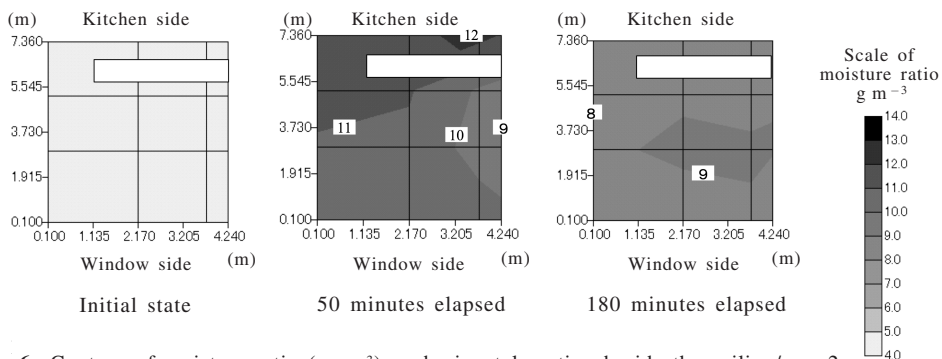 (m) Kitchen side
7.360
5.545
3.730
1.915
0.100
0.100 1.135 2.170 3.205 4.240
Window side (m)
Initial state
(m) Kitchen side
7.360
5.545
3.730
1.915
0.100
12
11
10
9
0.100 1.135 2.170 3.205 4.240
Window side (m)
50 minutes elapsed
(m) Kitchen side
7.360
5.545
3.730
1.915
0.100
8
9
0.100 1.135 2.170 3.205 4.240
Window side (m)
180 minutes elapsed
Scale of
moisture ratio
g m⁻³
14.0
12.0
11.0
10.0
9.0
8.0
7.0
6.0
5.0
4.0